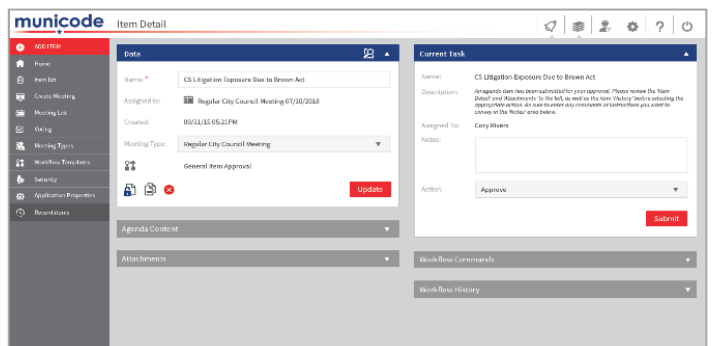 municode
Item Detail
ADD ITEM
Home
Item List
Create Meeting
Meeting List
Voting
Meeting Types
Workflow Templates
Security
Application Properties
Recent Items
Data
Name: *
CS Litigation Exposure Due to Brown Act
Assigned to:
Regular City Council Meeting 07/10/2018
Created:
09/21/15 05:21PM
Meeting Type:
Regular City Council Meeting
General Item Approval
Update
Agenda Content
Attachments
Current Task
Name:
CS Litigation Exposure Due to Brown Act
Description:
An agenda item has been submitted for your approval. Please review the 'Item
Detail' and 'Attachments' to the left, as well as the item 'History' before selecting the
appropriate action. Be sure to enter any comments or instructions you want to
convey in the 'Notes' area below.
Assigned To:
Cory Rivers
Notes:
Action:
Approve
Submit
Workflow Commands
Workflow History